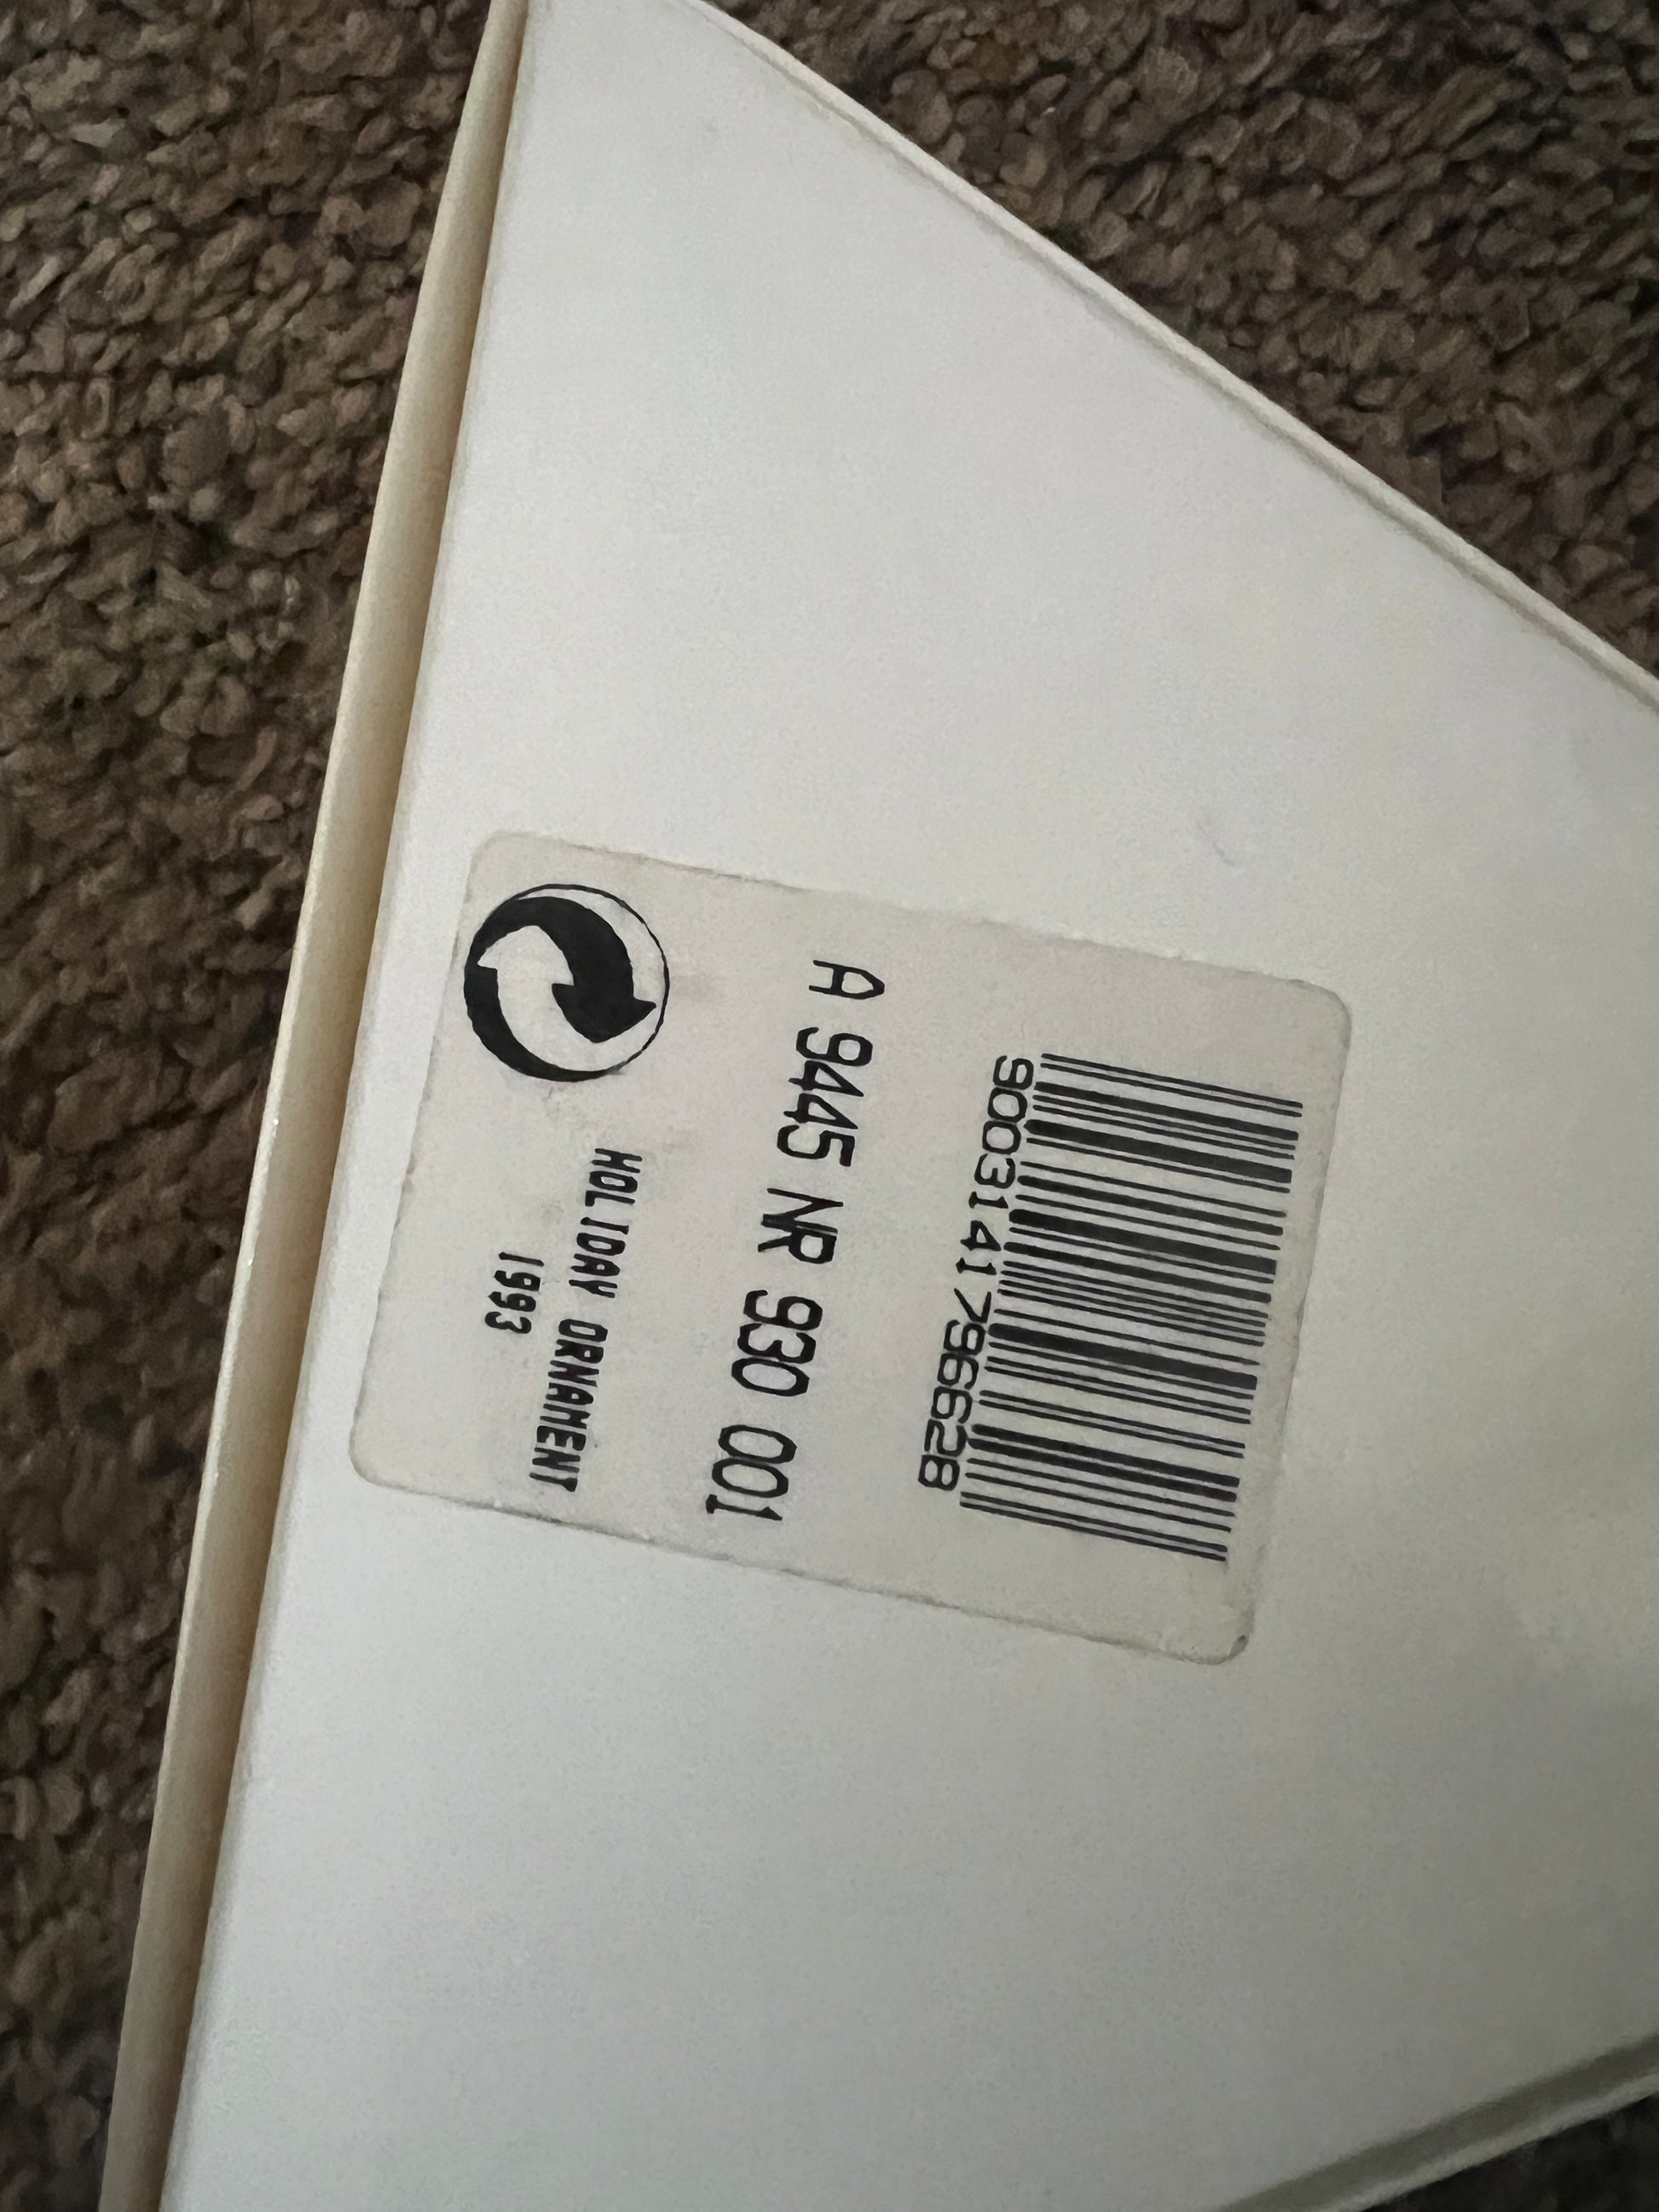 9003141796628
A 9445 NR 930 001
HOLIDAY ORNAMENT
1993